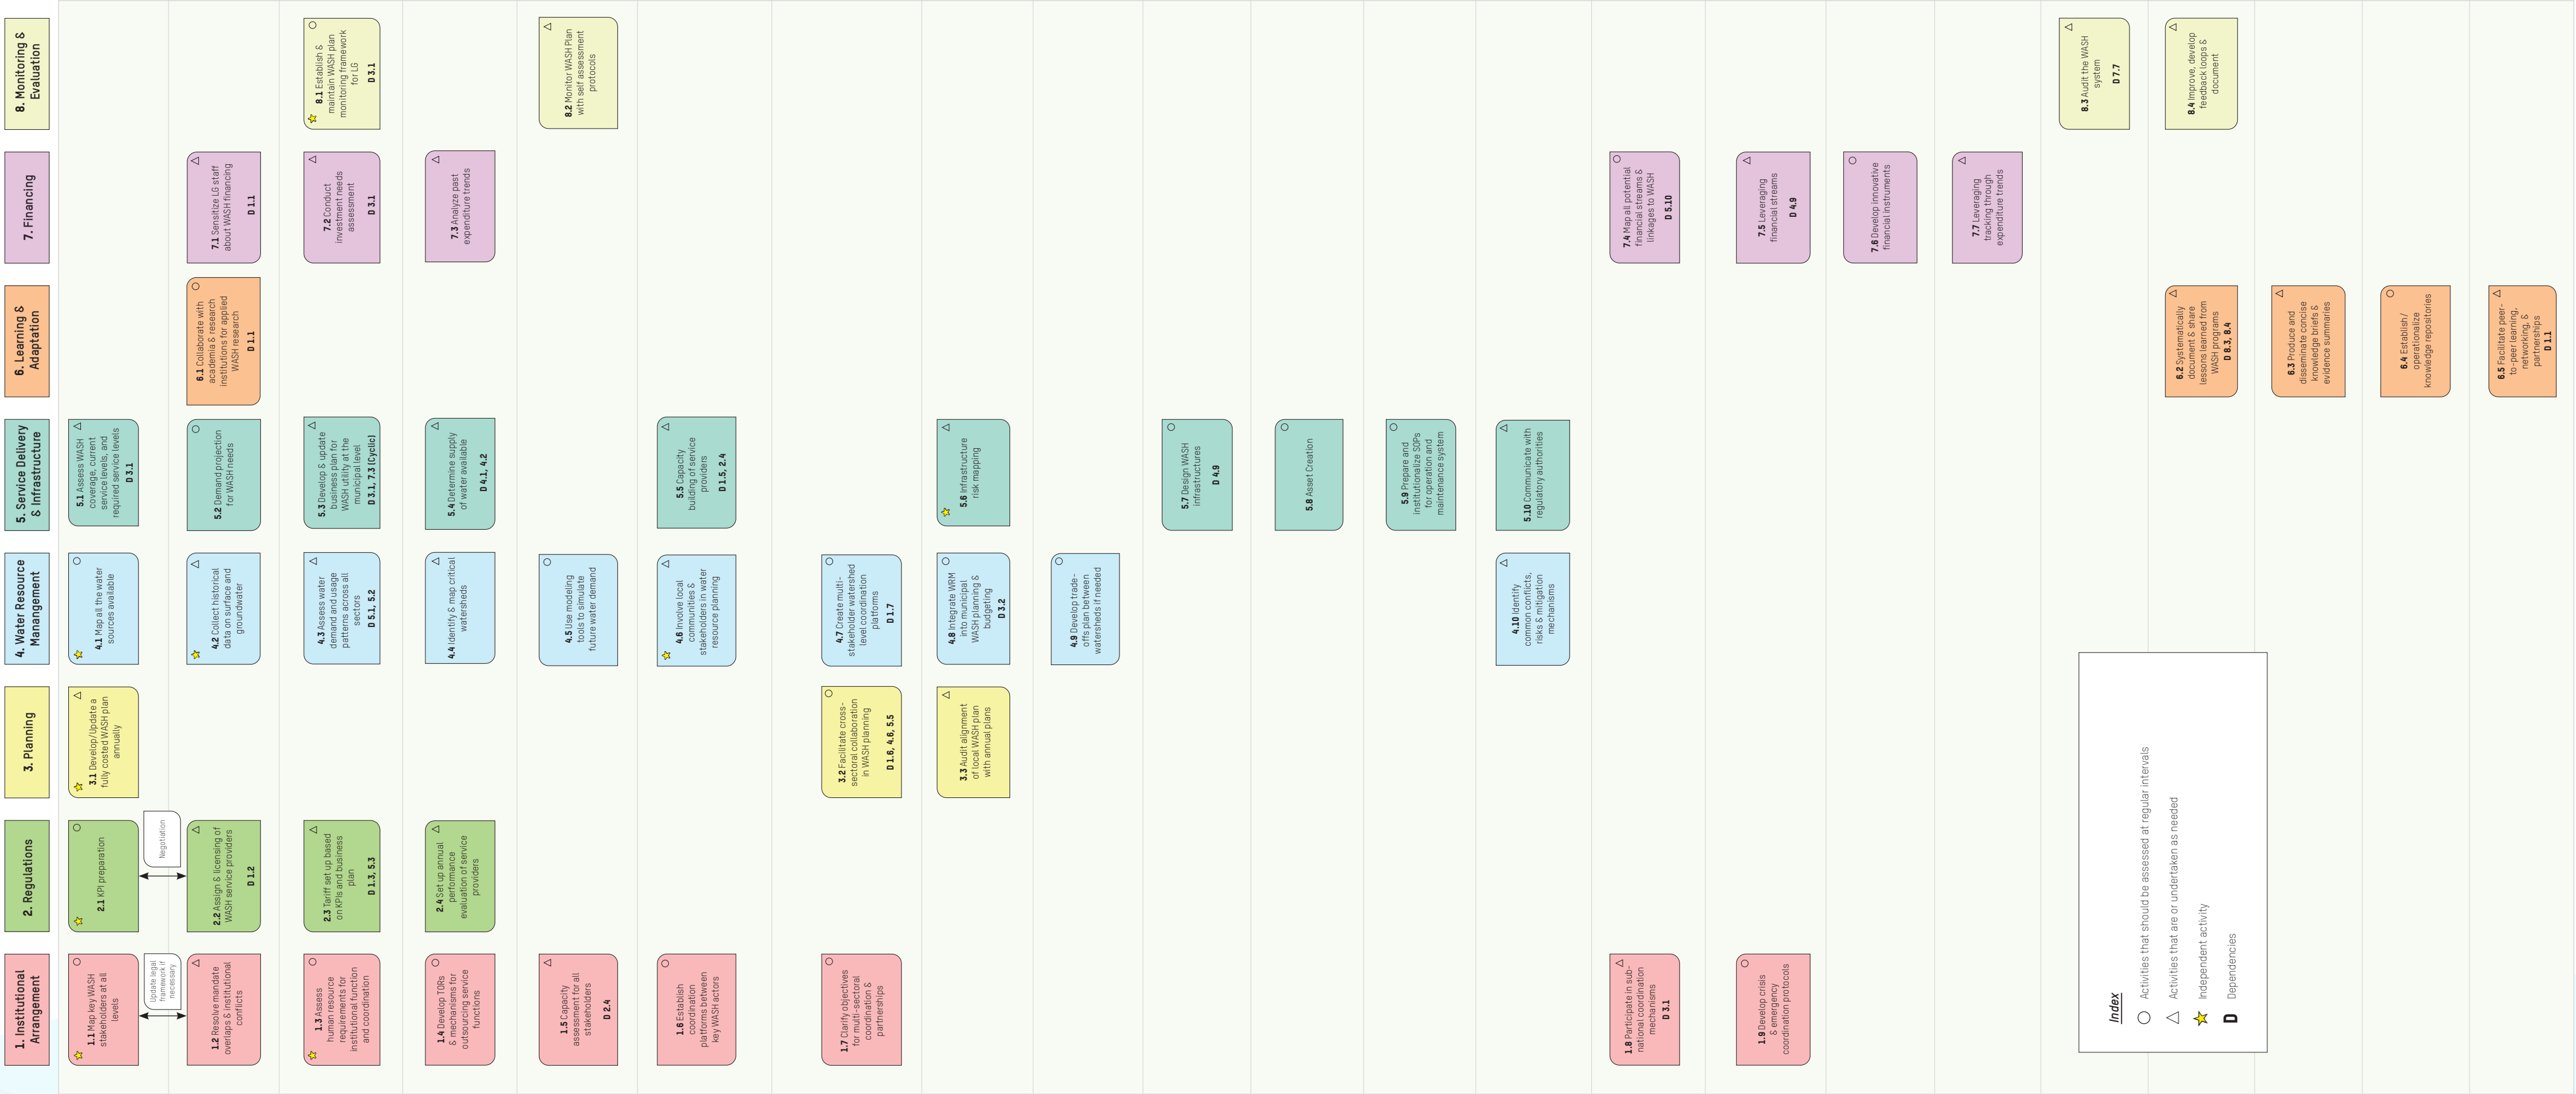 1. Institutional
Arrangement
1.1 Map key WASH
stakeholders at all
levels
Update legal
framework if
necessary
1.2 Resolve mandate
overlaps & institutional
conflicts
1.3 Assess
human resource
requirements for
institutional function
and coordination
1.4 Develop TORs
& mechanisms for
outsourcing service
functions
1.5 Capacity
assessment for all
stakeholders
D 2.4
1.6 Establish
coordination
platforms between
key WASH actors
1.7 Clarify objectives
for multi-sectoral
coordination &
partnerships
1.8 Participate in sub-
national coordination
mechanisms
D 3.1
1.9 Develop crisis
& emergency
coordination protocols
2. Regulations
2.1 KPI preparation
Negotiation
2.2 Assign & licensing of
WASH service providers
D 1.2
2.3 Tariff set up based
on KPIs and business
plan
D 1.3, 5.3
2.4 Set up annual
performance
evaluation of service
providers
3. Planning
3.1 Develop/Update a
fully costed WASH plan
annually
3.2 Facilitate cross-
sectoral collaboration
in WASH planning
D 1.6, 4.6, 5.5
3.3 Audit alignment
of local WASH plan
with annual plans
4. Water Resource
Manangement
4.1 Map all the water
sources available
4.2 Collect historical
data on surface and
groundwater
4.3 Assess water
demand and usage
patterns across all
sectors
D 5.1, 5.2
4.4 Identify & map critical
watersheds
4.5 Use modeling
tools to simulate
future water demand
4.6 Involve local
communities &
stakeholders in water
resource planning
4.7 Create multi-
stakeholder watershed
level coordination
platforms
D 1.7
4.8 Integrate WRM
into municipal
WASH planning &
budgeting
D 3.2
4.9 Develop trade-
offs plan between
watersheds if needed
4.10 Identify
common conflicts,
risks & mitigation
mechanisms
5. Service Delivery
& Infrastructure
5.1 Assess WASH
coverage, current
service levels, and
required service levels
D 3.1
5.2 Demand projection
for WASH needs
5.3 Develop & update
business plan for
WASH utility at the
municipal level
D 3.1, 7.3 (Cyclic)
5.4 Determine supply
of water available
D 4.1, 4.2
5.5 Capacity
building of service
providers
D 1.5, 2.4
5.6 Infrastructure
risk mapping
5.7 Design WASH
infrastructures
D 4.9
5.8 Asset Creation
5.9 Prepare and
institutionalize SOPs
for operation and
maintenance system
5.10 Communicate with
regulatory authorities
6. Learning &
Adaptation
6.1 Collaborate with
academia & research
institutions for applied
WASH research
D 1.1
6.2 Systematically
document & share
lessons learned from
WASH programs
D 8.3, 8.4
6.3 Produce and
disseminate concise
knowledge briefs &
evidence summaries
6.4 Establish/
operationalize
knowledge repositories
6.5 Facilitate peer-
to-peer learning,
networking, &
partnerships
D 1.1
7. Financing
7.1 Sensitize LG staff
about WASH financing
D 1.1
7.2 Conduct
investment needs
assessment
D 3.1
7.3 Analyze past
expenditure trends
7.4 Map all potential
financial streams &
linkages to WASH
D 5.10
7.5 Leveraging
financial streams
D 4.9
7.6 Develop innovative
financial instruments
7.7 Leveraging
tracking through
expenditure trends
8. Monitoring &
Evaluation
8.1 Establish &
maintain WASH plan
monitoring framework
for LG
D 3.1
8.2 Monitor WASH Plan
with self assessment
protocols
8.3 Audit the WASH
system
D 7.7
8.4 Improve, develop
feedback loops &
document
Index
Activities that should be assessed at regular intervals
Activities that are or undertaken as needed
Independent activity
D Dependencies